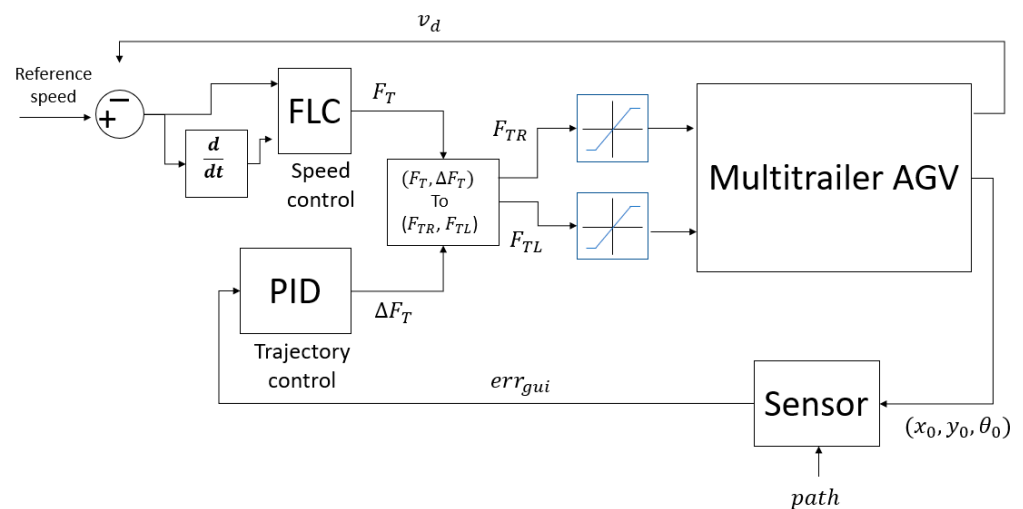 v_d
Reference
speed
−
+
d
dt
FLC
Speed
control
F_T
(F_T, ΔF_T)
To
(F_TR, F_TL)
F_TR
F_TL
Multitrailer AGV
PID
Trajectory
control
ΔF_T
err_gui
Sensor
(x_0, y_0, θ_0)
path